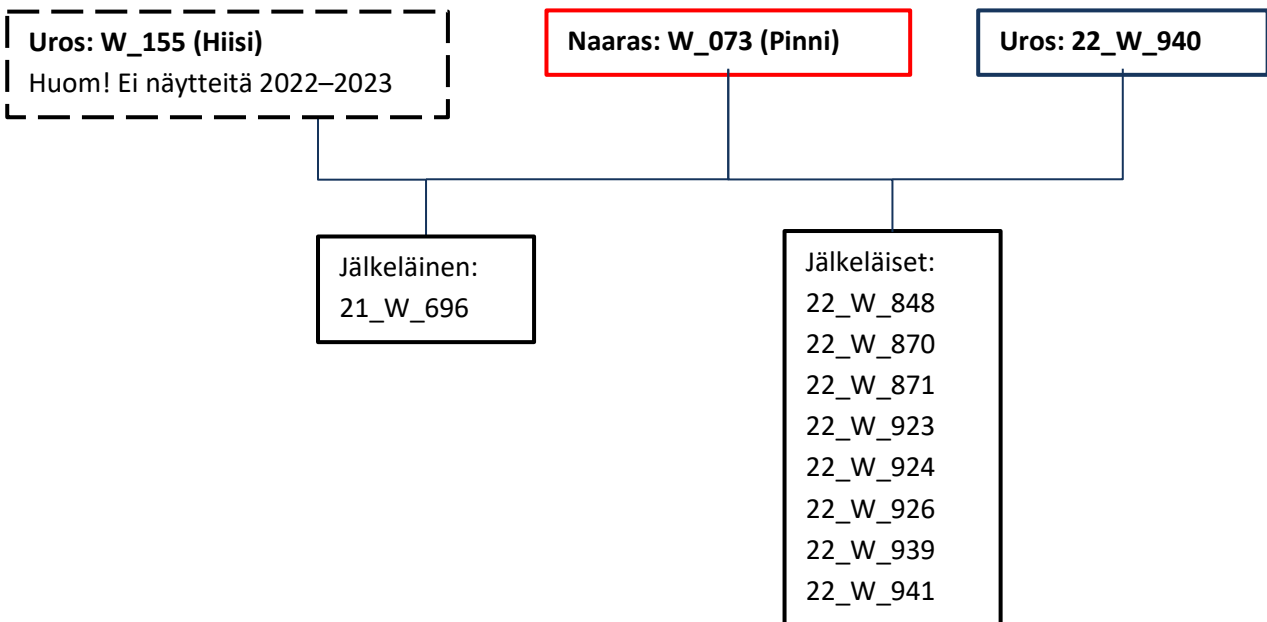 Uros: W_155 (Hiisi)
Huom! Ei näytteitä 2022–2023
Naaras: W_073 (Pinni)
Uros: 22_W_940
Jälkeläinen:
21_W_696
Jälkeläiset:
22_W_848
22_W_870
22_W_871
22_W_923
22_W_924
22_W_926
22_W_939
22_W_941